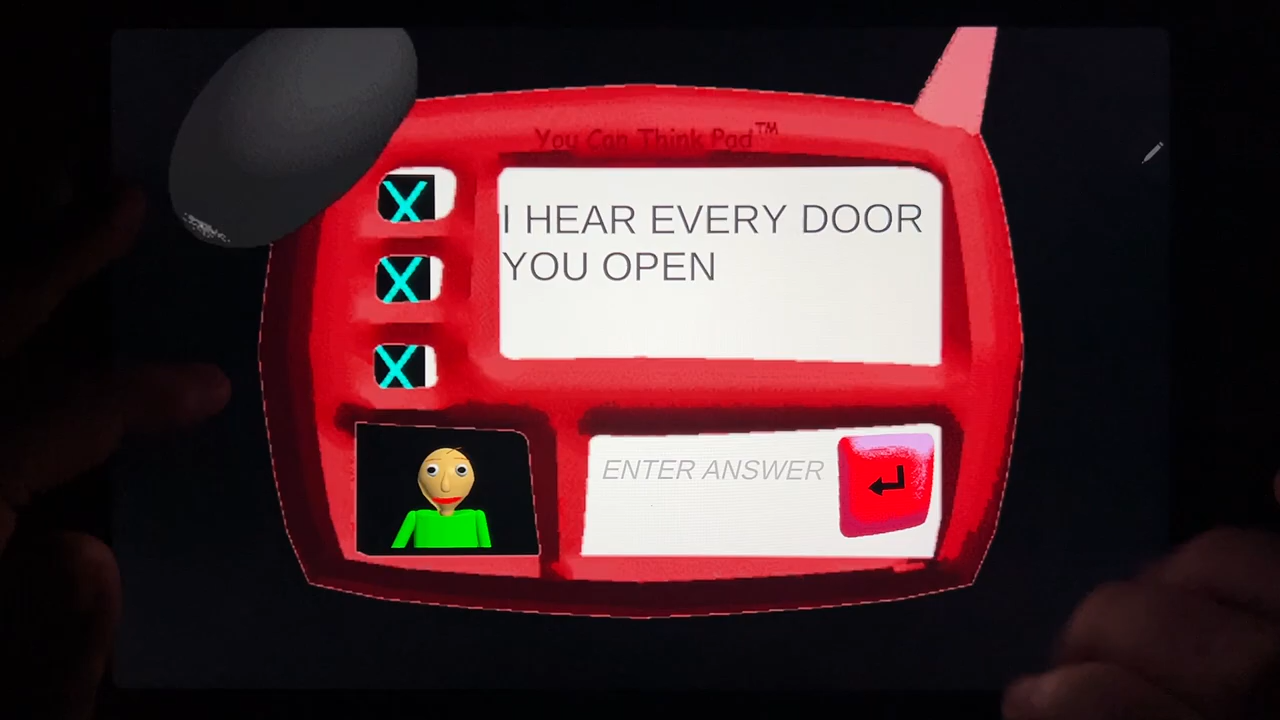 You Can Think Pad™
I HEAR EVERY DOOR
YOU OPEN
ENTER ANSWER